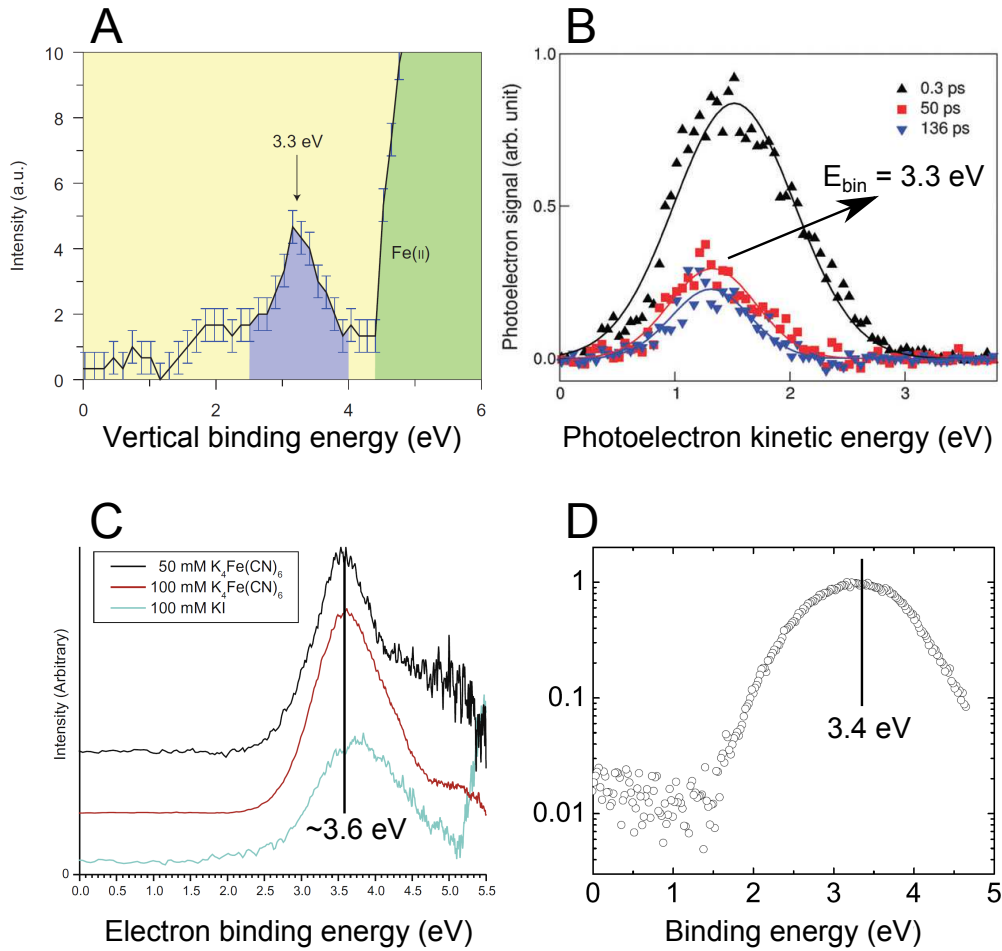 A
10
8
6
4
2
0
Intensity (a.u.)
3.3 eV
Fe(II)
0
2
4
6
Vertical binding energy (eV)
B
1.0
0.5
0.0
Photoelectron signal (arb. unit)
0.3 ps
50 ps
136 ps
E_bin = 3.3 eV
0
1
2
3
Photoelectron kinetic energy (eV)
C
50 mM K4Fe(CN)6
100 mM K4Fe(CN)6
100 mM KI
Intensity (Arbitrary)
0
~3.6 eV
0.0 0.5 1.0 1.5 2.0 2.5 3.0 3.5 4.0 4.5 5.0 5.5
Electron binding energy (eV)
D
1
0.1
0.01
3.4 eV
0 1 2 3 4 5
Binding energy (eV)